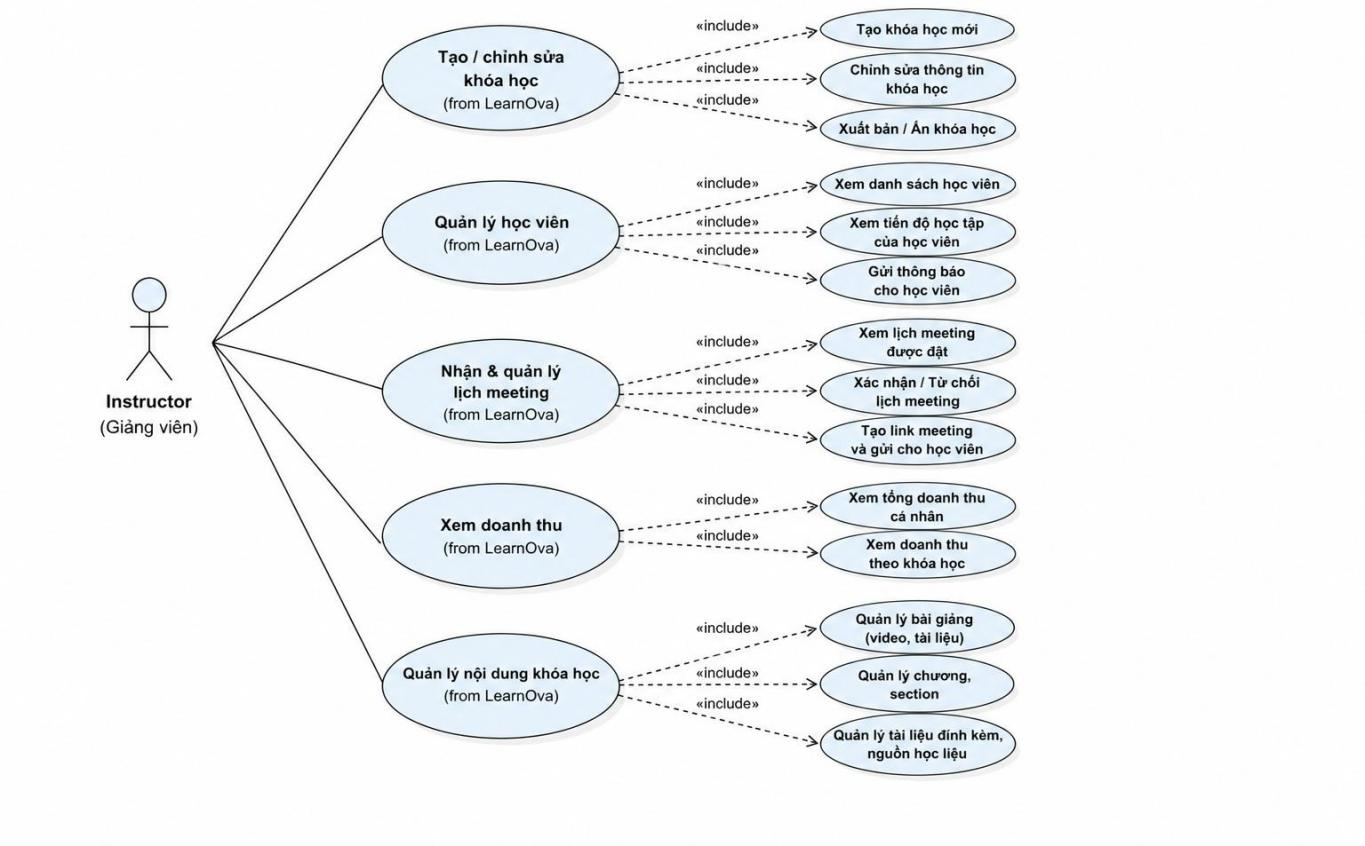 «include»
Tạo khóa học mới
Tạo / chỉnh sửa
khóa học
(from LearnOva)
«include»
Chỉnh sửa thông tin
khóa học
«include»
Xuất bản / Ẩn khóa học
«include»
Xem danh sách học viên
Quản lý học viên
(from LearnOva)
«include»
Xem tiến độ học tập
của học viên
«include»
Gửi thông báo
cho học viên
Instructor
(Giảng viên)
«include»
Xem lịch meeting
được đặt
Nhận & quản lý
lịch meeting
(from LearnOva)
«include»
Xác nhận / Từ chối
lịch meeting
«include»
Tạo link meeting
và gửi cho học viên
«include»
Xem tổng doanh thu
cá nhân
Xem doanh thu
(from LearnOva)
«include»
Xem doanh thu
theo khóa học
«include»
Quản lý bài giảng
(video, tài liệu)
Quản lý nội dung khóa học
(from LearnOva)
«include»
Quản lý chương,
section
«include»
Quản lý tài liệu đính kèm,
nguồn học liệu